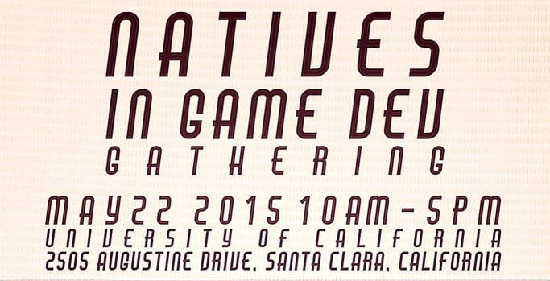 NATIVES
IN GAME DEV
GATHERING
MAY 22 2015 10AM-5PM
UNIVERSITY OF CALIFORNIA
2505 AUGUSTINE DRIVE, SANTA CLARA, CALIFORNIA